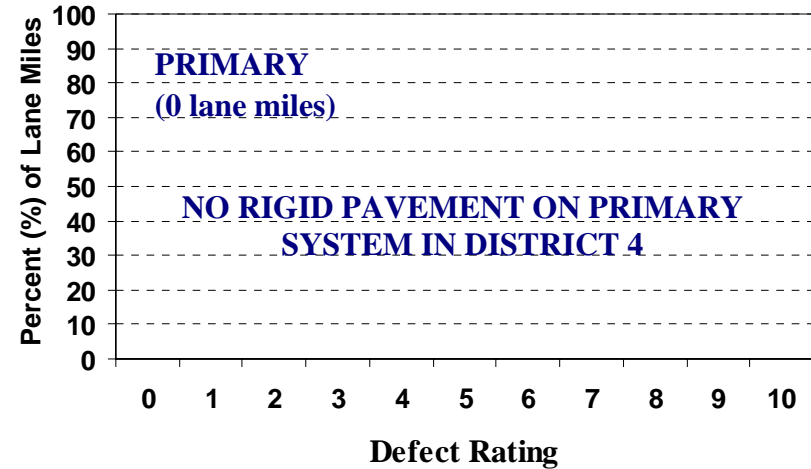 Percent (%) of Lane Miles
100
90
80
70
60
50
40
30
20
10
0
PRIMARY
(0 lane miles)
NO RIGID PAVEMENT ON PRIMARY
SYSTEM IN DISTRICT 4
0 1 2 3 4 5 6 7 8 9 10
Defect Rating